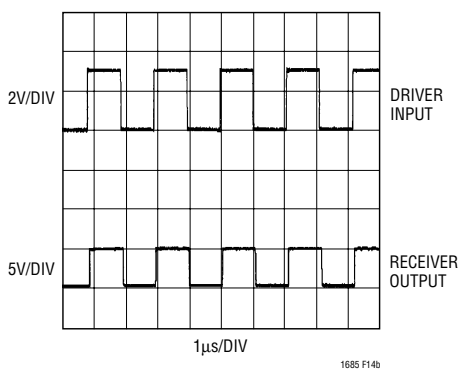 2V/DIV
DRIVER
INPUT
5V/DIV
RECEIVER
OUTPUT
1µs/DIV
1685 F14b